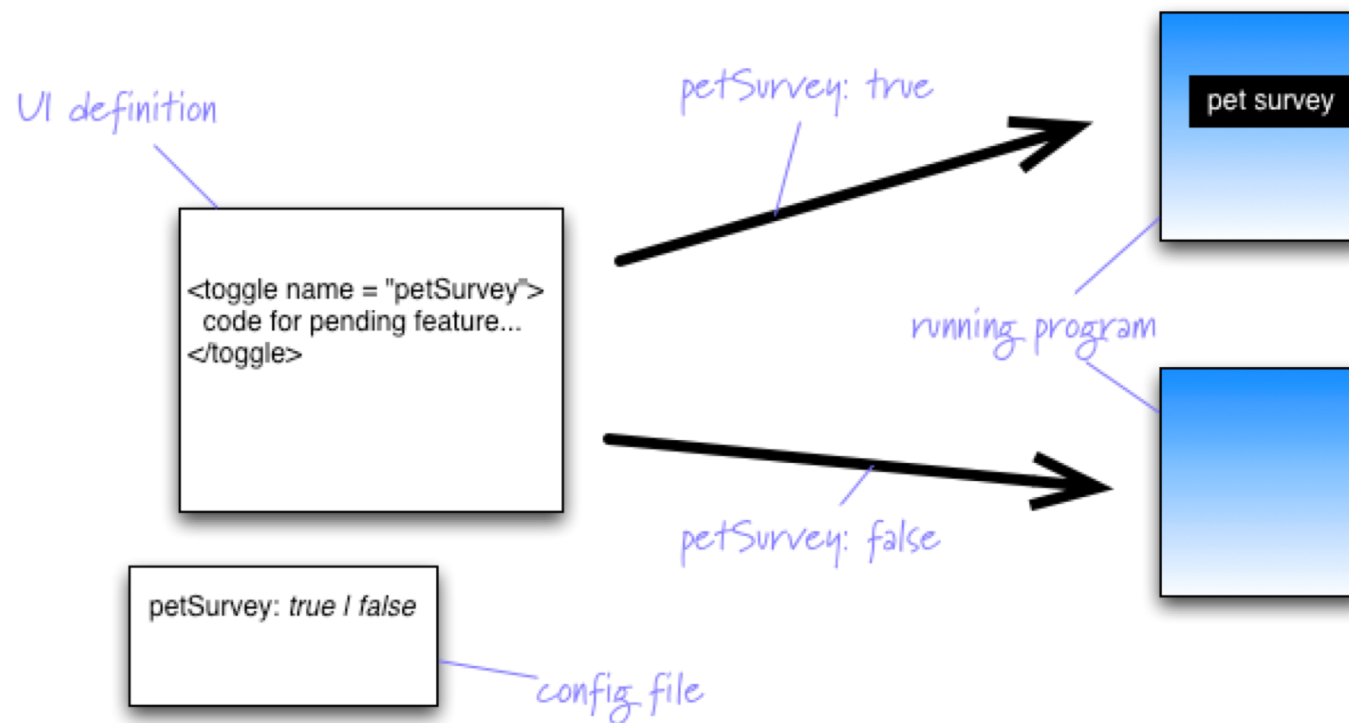 petSurvey: true
pet survey
UI definition
<toggle name = "petSurvey">
code for pending feature...
</toggle>
running program
petSurvey: false
petSurvey: true / false
config file